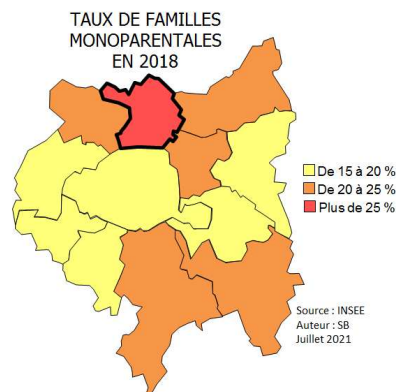 TAUX DE FAMILLES
MONOPARENTALES
EN 2018
De 15 à 20 %
De 20 à 25 %
Plus de 25 %
Source : INSEE
Auteur : SB
Juillet 2021